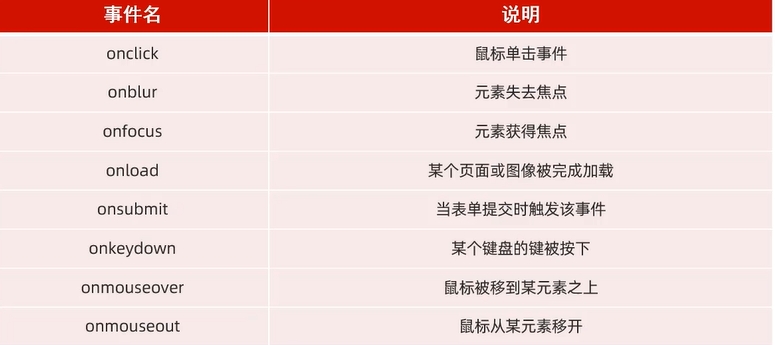 事件名 说明
onclick 鼠标单击事件
onblur 元素失去焦点
onfocus 元素获得焦点
onload 某个页面或图像被完成加载
onsubmit 当表单提交时触发该事件
onkeydown 某个键盘的键被按下
onmouseover 鼠标被移到某元素之上
onmouseout 鼠标从某元素移开